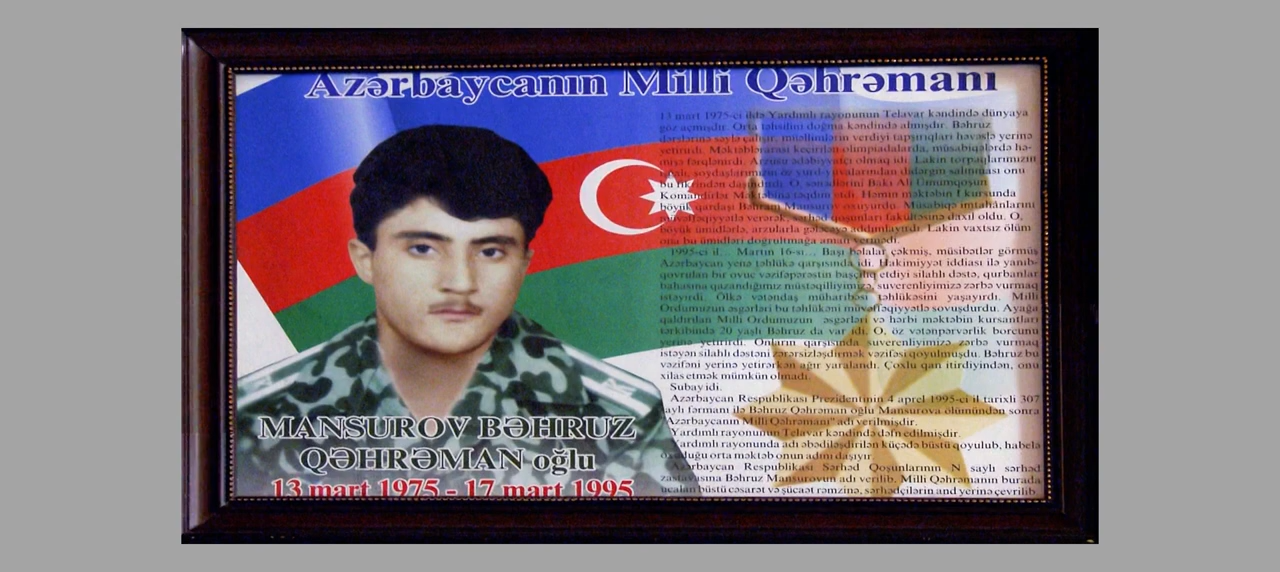 Azərbaycanın Milli Qəhrəmanı
13 mart 1975-ci ildə Yardımlı rayonunun Telavar kəndində dünyaya
göz açmışdır. Orta təhsilini doğma kəndində almışdır. Bəhruz
dərslərinə səylə çalışır, müəllimlərin verdiyi tapşırıqları həvəslə yerinə
yetirirdi. Məktəblərarası keçirilən olimpiadalarda, müsabiqələrdə hə-
mişə fərqlənirdi. Arzusu ədəbiyyatçı olmaq idi. Lakin torpaqlarımızın
işğalı, soydaşlarımızın öz yurd-yuvalarından didərgin salınması onu
bu fikrindən daşındırdı. O, sənədlərini Bakı Ali Ümumqoşun
Komandirlər Məktəbinə təqdim etdi. Həmin məktəbin I kursunda
böyük qardaşı Bəhram Mansurov oxuyurdu. Müsabiqə imtahanlarını
müvəffəqiyyətlə verərək, sərhəd qoşunları fakültəsinə daxil oldu. O,
böyük ümidlərlə, arzularla gələcəyə addımlayırdı. Lakin vaxtsız ölüm
ona bu ümidləri doğrultmağa aman vermədi.
1995-ci il... Martın 16-sı... Başı bəlalar çəkmiş, müsibətlər görmüş
Azərbaycan yenə təhlükə qarşısında idi. Hakimiyyət iddiası ilə yanıb-
qovrulan bir ovuc vəzifəpərəstin başçılıq etdiyi silahlı dəstə, qurbanlar
bahasına qazandığımız müstəqilliyimizə, suverenliyimizə zərbə vurmaq
istəyirdi. Ölkə vətəndaş müharibəsi təhlükəsini yaşayırdı. Milli
Ordumuzun əsgərləri bu təhlükəni müvəffəqiyyətlə sovuşdurdu. Ayağa
qaldırılan Milli Ordumuzun əsgərləri və hərbi məktəbin kursantları
tərkibində 20 yaşlı Bəhruz da var idi. O, öz vətənpərvərlik borcunu
yerinə yetirirdi. Onların qarşısında suverenliyimizə zərbə vurmaq
istəyən silahlı dəstəni zərərsizləşdirmək vəzifəsi qoyulmuşdu. Bəhruz bu
vəzifəni yerinə yetirərkən ağır yaralandı. Çoxlu qan itirdiyindən, onu
xilas etmək mümkün olmadı.
Subay idi.
Azərbaycan Respublikası Prezidentinin 4 aprel 1995-ci il tarixli 307
saylı fərmanı ilə Bəhruz Qəhrəman oğlu Mansurova ölümündən sonra
"Azərbaycanın Milli Qəhrəmanı" adı verilmişdir.
Yardımlı rayonunun Telavar kəndində dəfn edilmişdir.
Yardımlı rayonunda adı əbədiləşdirilən küçədə büstü qoyulub, habelə
oxuduğu orta məktəb onun adını daşıyır.
Azərbaycan Respublikası Sərhəd Qoşunlarının N saylı sərhəd
zastavasına Bəhruz Mansurovun adı verilib. Milli Qəhrəmanın burada
ucalan büstü cəsarət və şücaət rəmzinə, sərhədçilərin and yerinə çevrilib
MANSUROV BƏHRUZ
QƏHRƏMAN oğlu
13 mart 1975 - 17 mart 1995